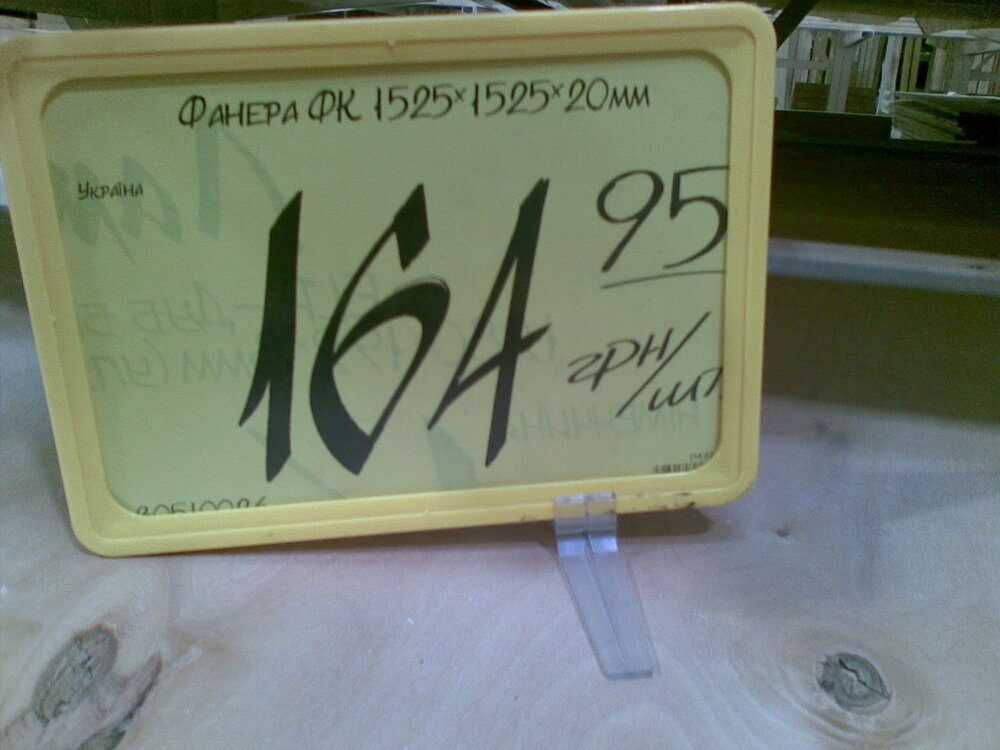 Фанера ФК 1525×1525×20мм
Україна
164 95
грн/шт